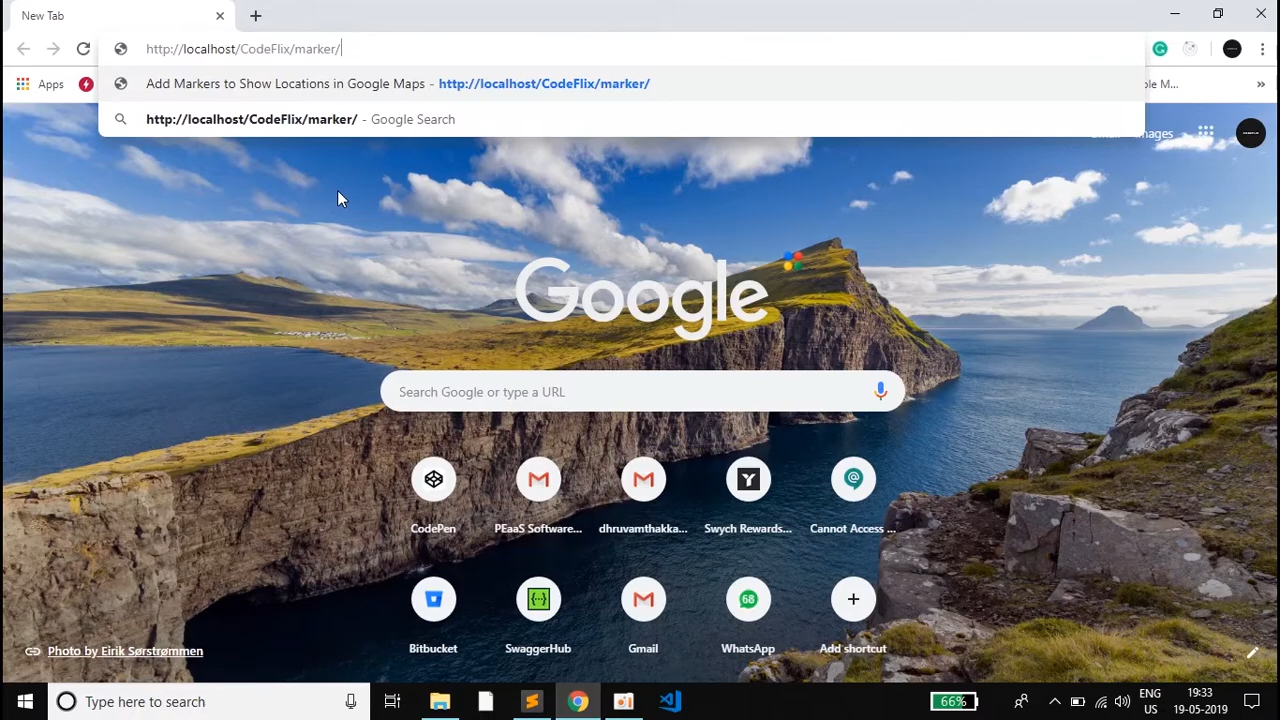 New Tab
http://localhost/CodeFlix/marker/
Add Markers to Show Locations in Google Maps - http://localhost/CodeFlix/marker/
http://localhost/CodeFlix/marker/ - Google Search
Apps
Images
Google
Search Google or type a URL
CodePen
PEaaS Software...
dhruvamthakka...
Swych Rewards...
Cannot Access ...
68
Bitbucket
SwaggerHub
Gmail
WhatsApp
Add shortcut
Photo by Eirik Sørstrømmen
Type here to search
66%
ENG
US
19:33
19-05-2019